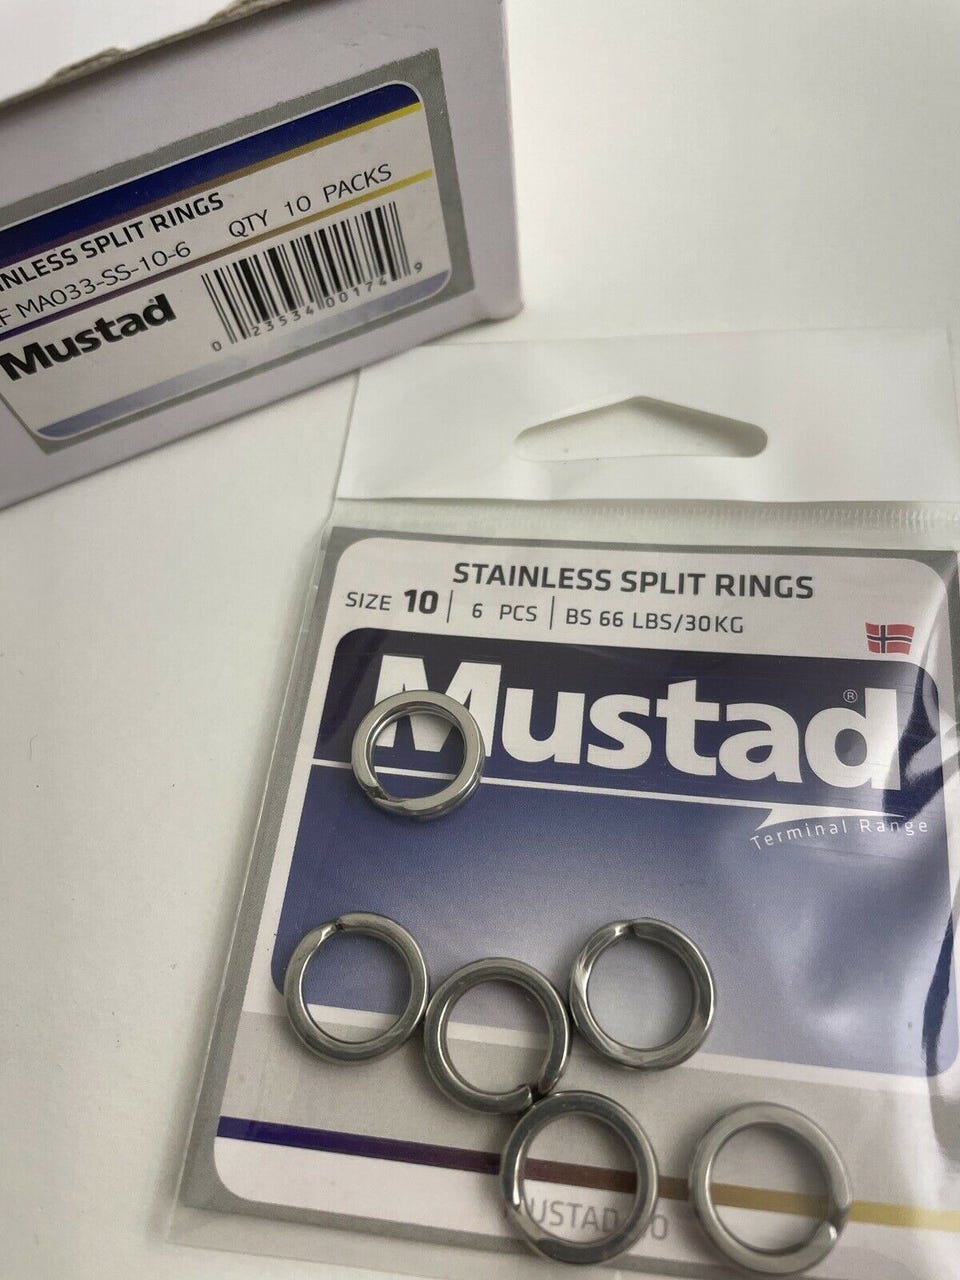 INLESS SPLIT RINGS
F MA033-SS-10-6 QTY 10 PACKS
Mustad
0 23534 00174 9
STAINLESS SPLIT RINGS
SIZE 10 | 6 PCS | BS 66 LBS/30KG
Mustad®
Terminal Range